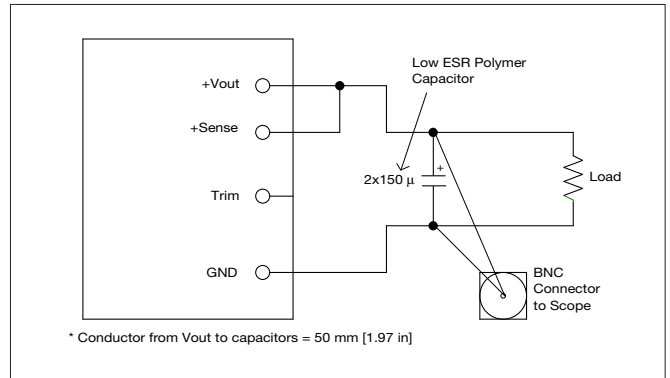 Low ESR Polymer
Capacitor
+Vout
+Sense
+
2x150 µ
Load
Trim
GND
BNC
Connector
to Scope
* Conductor from Vout to capacitors = 50 mm [1.97 in]